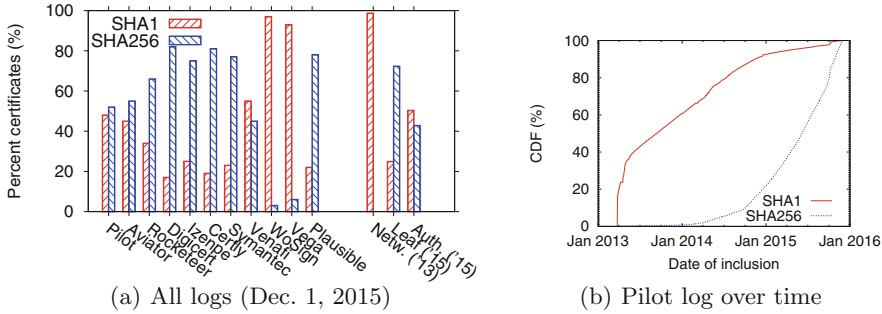 Percent certificates (%)
100
80
60
40
20
0
SHA1
SHA256
Pilot
Aviator
Rocketeer
Digicert
Izenpe
Certly
Symantec
Venafi
WoSign
Vega
Plausible
Netw. ('13)
Leaf ('15)
Auth. ('15)
(a) All logs (Dec. 1, 2015)
CDF (%)
100
80
60
40
20
0
SHA1
SHA256
Jan 2013 Jan 2014 Jan 2015 Jan 2016
Date of inclusion
(b) Pilot log over time